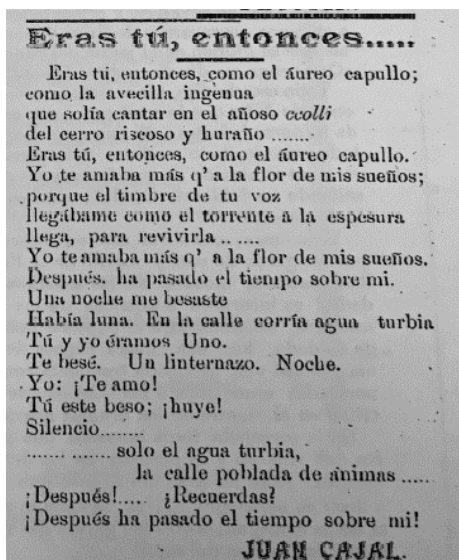 Eras tú, entonces.....
Eras tú, entonces, como el áureo capullo;
como la avecilla ingenua
que solía cantar en el añoso ccolli
del cerro riscoso y huraño .......
Eras tú, entonces, como el áureo capullo.
Yo te amaba más q' a la flor de mis sueños;
porque el timbre de tu voz
llegábame como el torrente a la espesura
llega, para revivirla .. ....
Yo te amaba más q' a la flor de mis sueños.
Después. ha pasado el tiempo sobre mi.
Una noche me besaste
Había luna. En la calle corría agua turbia
Tú y yo éramos Uno.
Te besé. Un linternazo. Noche.
Yo: ¡Te amo!
Tú este beso; ¡huye!
Silencio........
....... ....... solo el agua turbia,
la calle poblada de ánimas .....
¡Después!..... ¿Recuerdas?
¡Después ha pasado el tiempo sobre mi!
JUAN CAJAL.